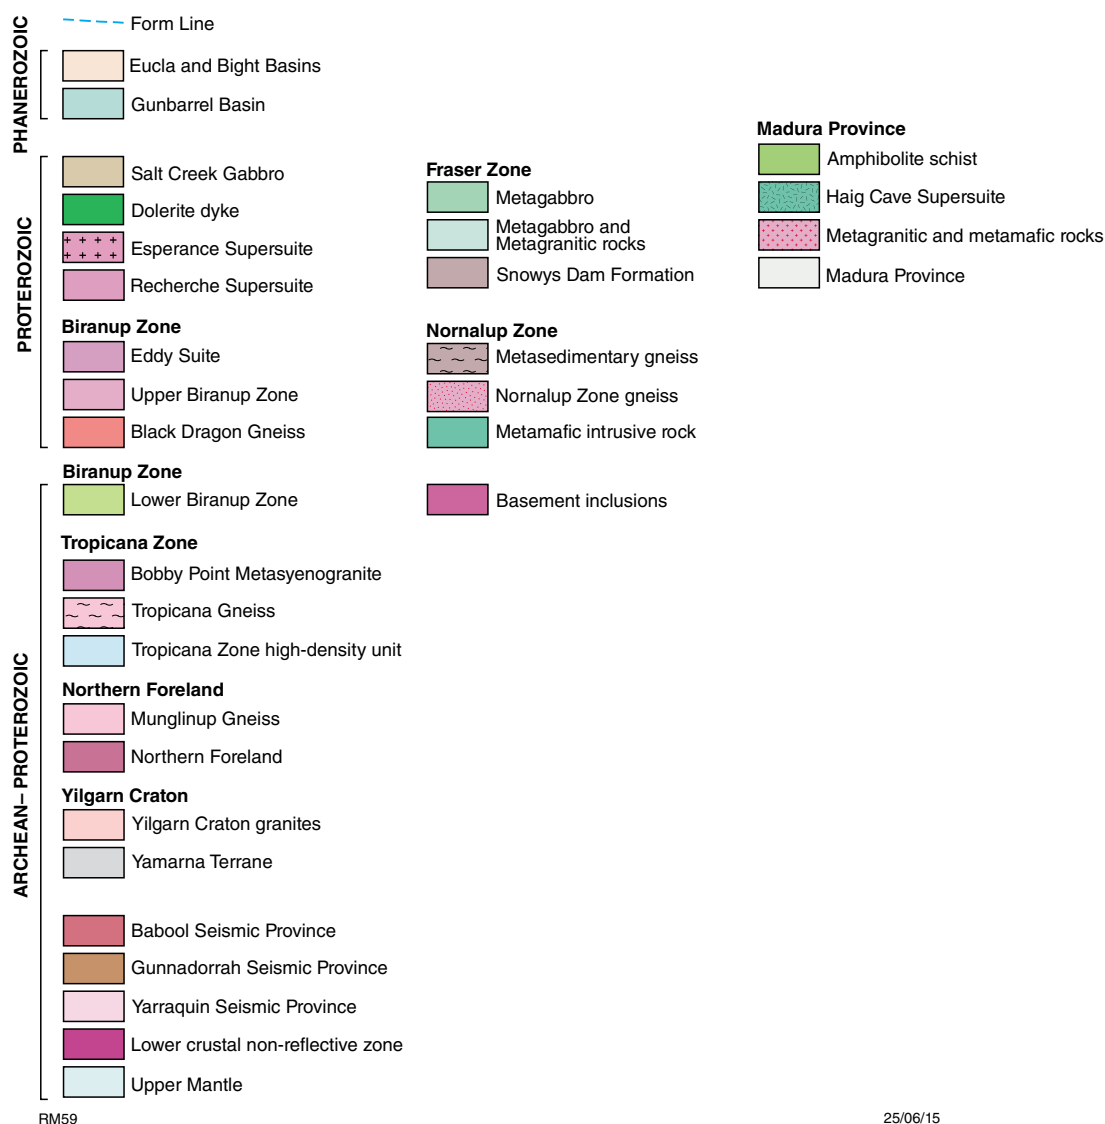 PHANEROZOIC
Form Line
Eucla and Bight Basins
Gunbarrel Basin
PROTEROZOIC
Salt Creek Gabbro
Dolerite dyke
Esperance Supersuite
Recherche Supersuite
Biranup Zone
Eddy Suite
Upper Biranup Zone
Black Dragon Gneiss
Fraser Zone
Metagabbro
Metagabbro and
Metagranitic rocks
Snowys Dam Formation
Nornalup Zone
Metasedimentary gneiss
Nornalup Zone gneiss
Metamafic intrusive rock
Madura Province
Amphibolite schist
Haig Cave Supersuite
Metagranitic and metamafic rocks
Madura Province
ARCHEAN– PROTEROZOIC
Biranup Zone
Lower Biranup Zone
Basement inclusions
Tropicana Zone
Bobby Point Metasyenogranite
Tropicana Gneiss
Tropicana Zone high-density unit
Northern Foreland
Munglinup Gneiss
Northern Foreland
Yilgarn Craton
Yilgarn Craton granites
Yamarna Terrane
Babool Seismic Province
Gunnadorrah Seismic Province
Yarraquin Seismic Province
Lower crustal non-reflective zone
Upper Mantle
RM59
25/06/15